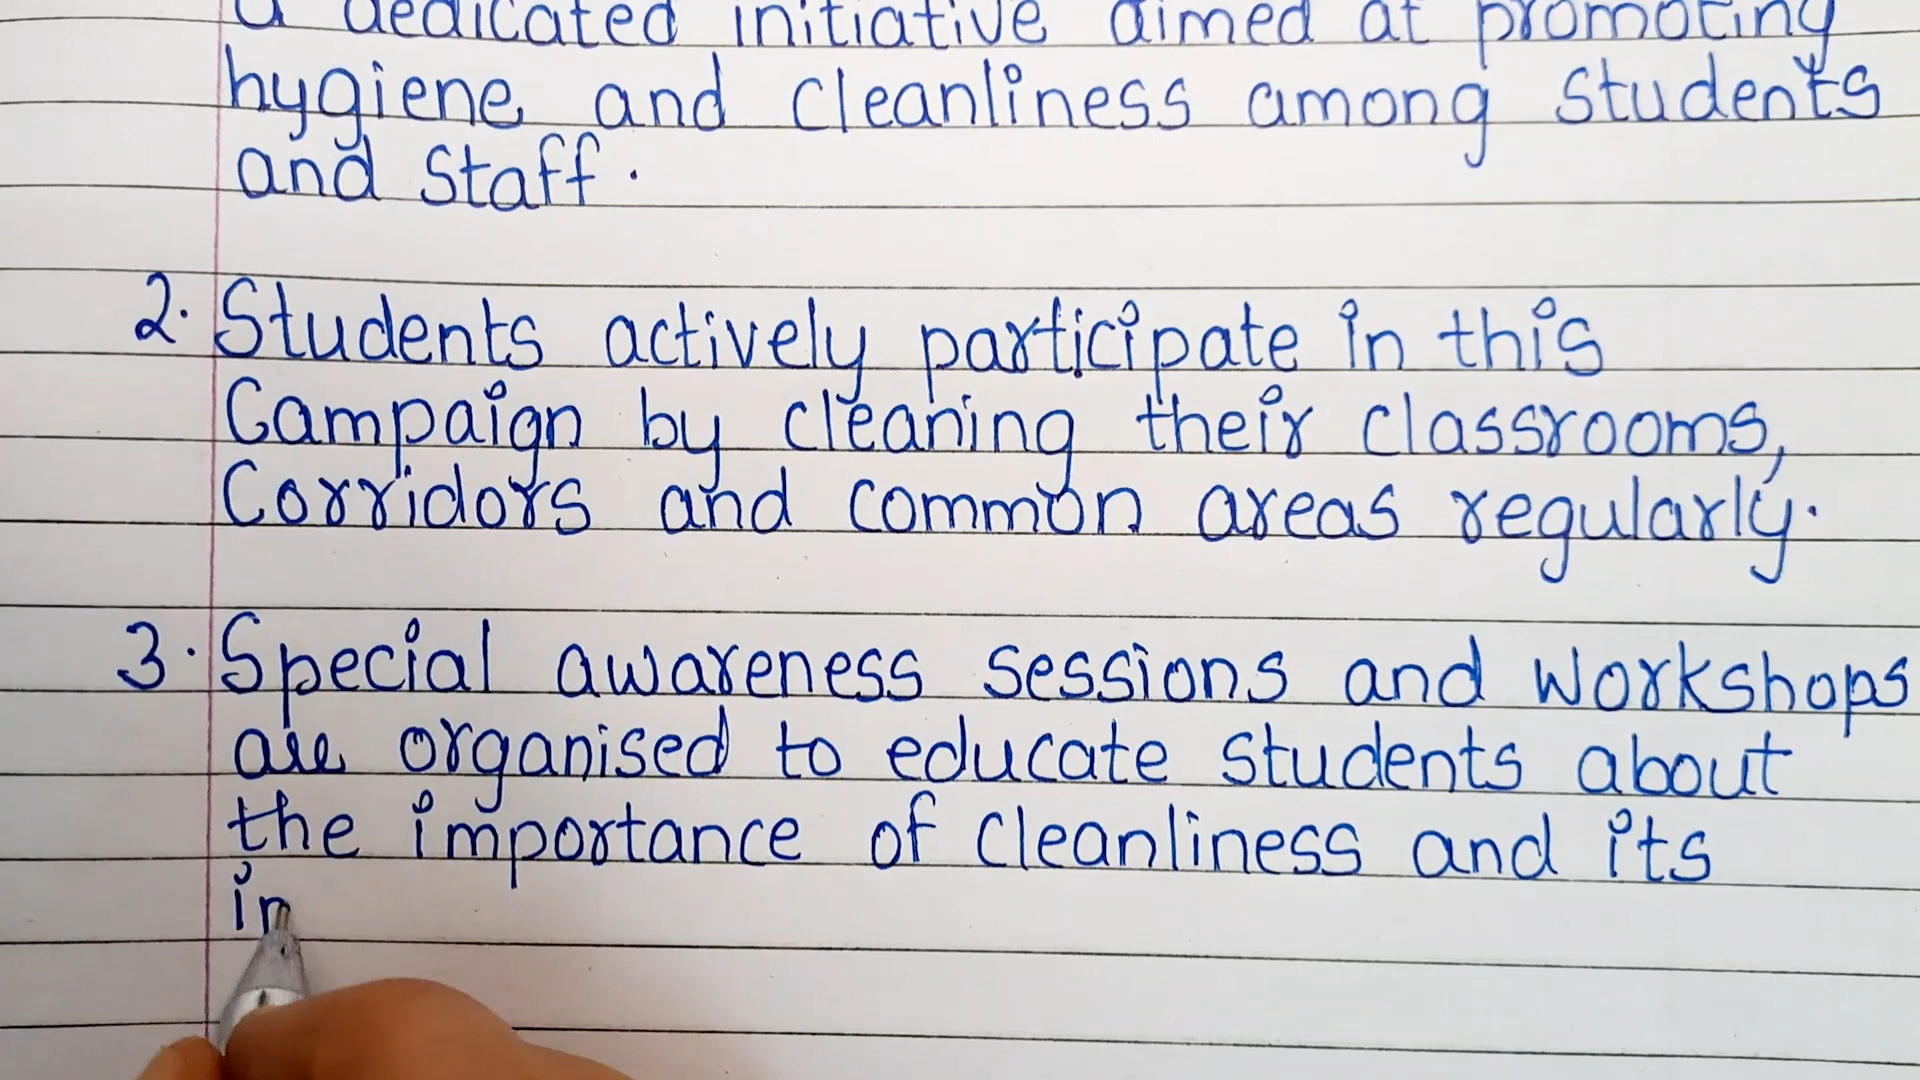 a dedicated initiative aimed at promoting
hygiene and cleanliness among students
and staff.
2. Students actively participate in this
Campaign by cleaning their classrooms,
Corridors and common areas regularly.
3. Special awareness sessions and workshops
are organised to educate students about
the importance of cleanliness and its